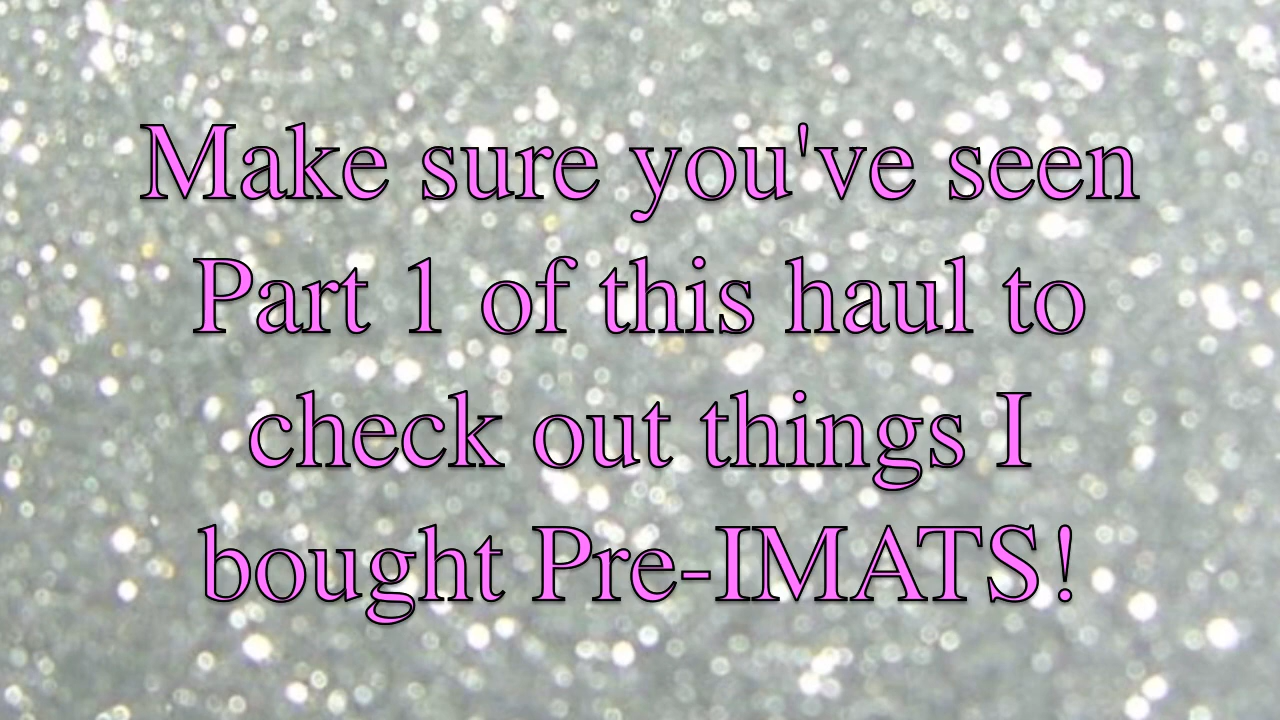 Make sure you've seen
Part 1 of this haul to
check out things I
bought Pre-IMATS!